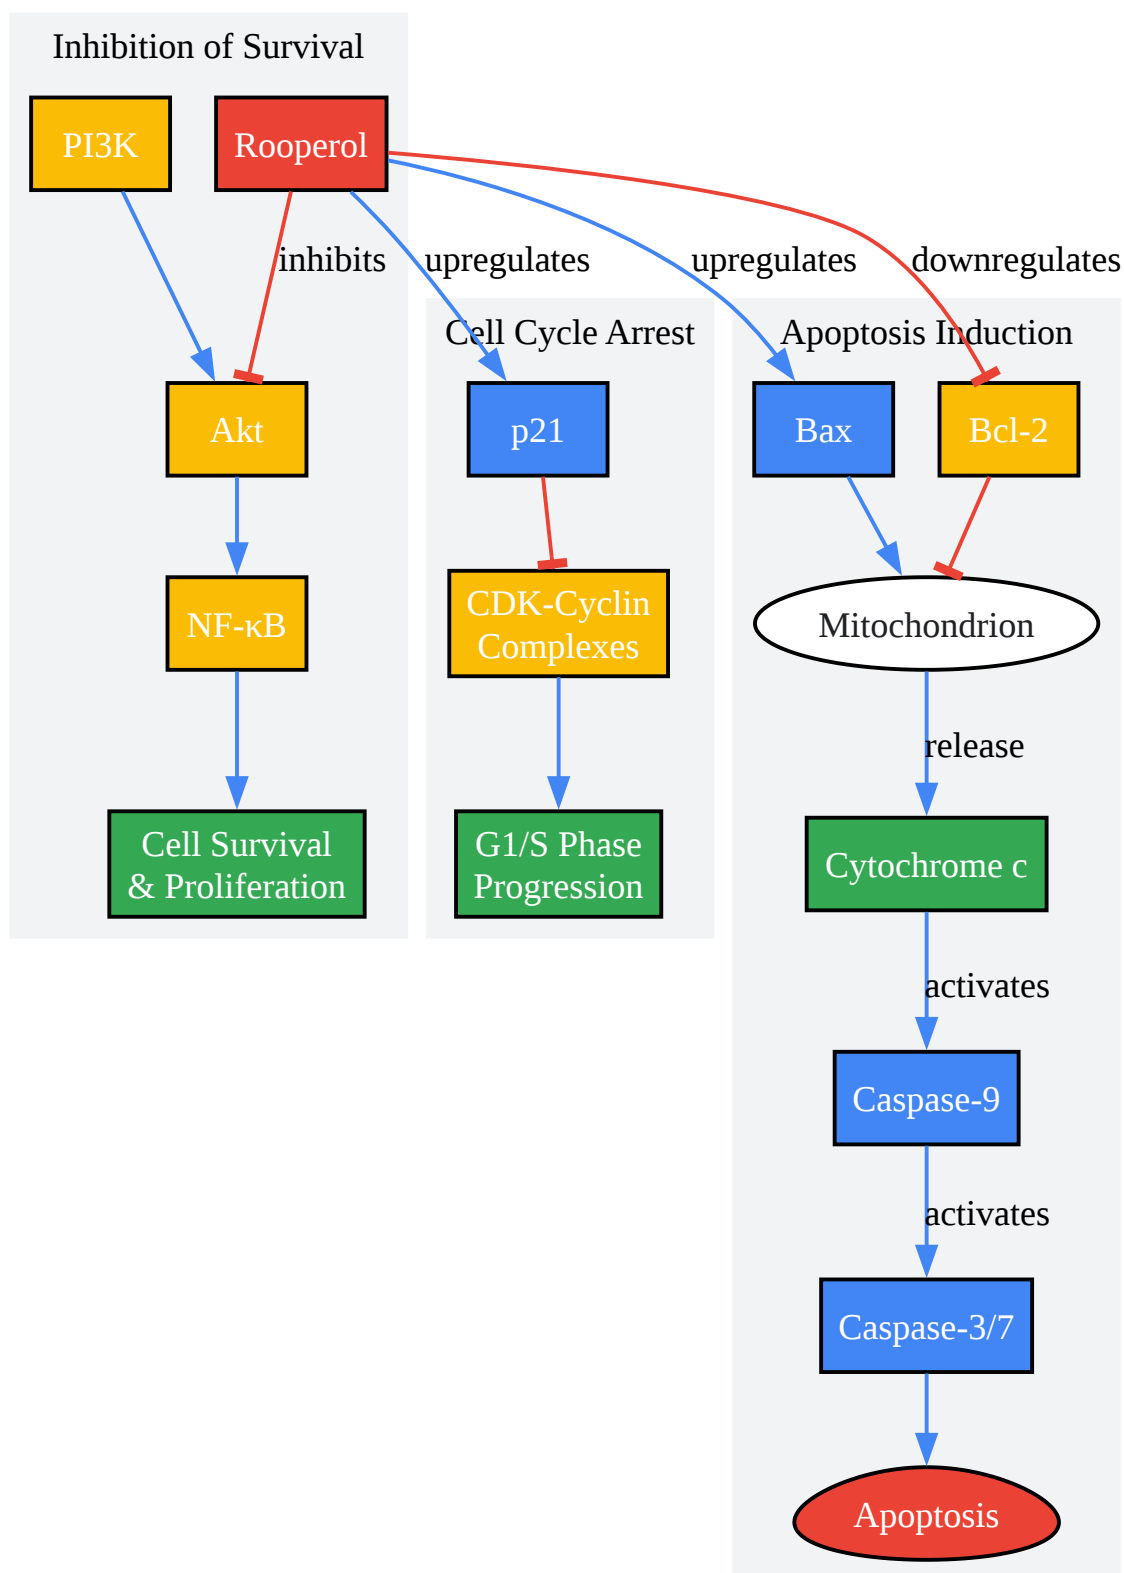 Inhibition of Survival
PI3K
Rooperol
inhibits
upregulates
upregulates
downregulates
Cell Cycle Arrest
Apoptosis Induction
Akt
p21
Bax
Bcl-2
NF-κB
CDK-Cyclin
Complexes
Mitochondrion
release
Cell Survival
& Proliferation
G1/S Phase
Progression
Cytochrome c
activates
Caspase-9
activates
Caspase-3/7
Apoptosis